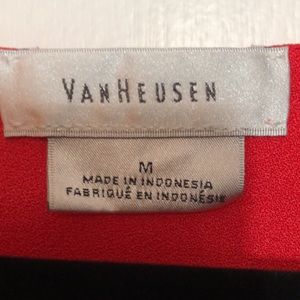 VANHEUSEN
M
MADE IN INDONESIA
FABRIQUÉ EN INDONÉSIE